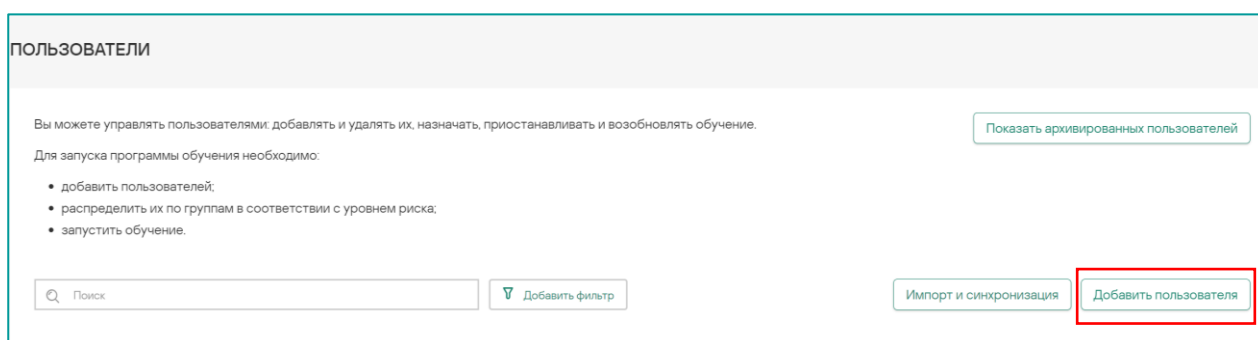 ПОЛЬЗОВАТЕЛИ
Вы можете управлять пользователями: добавлять и удалять их, назначать, приостанавливать и возобновлять обучение.
Показать архивированных пользователей
Для запуска программы обучения необходимо:
• добавить пользователей;
• распределить их по группам в соответствии с уровнем риска;
• запустить обучение.
Поиск
Добавить фильтр
Импорт и синхронизация
Добавить пользователя